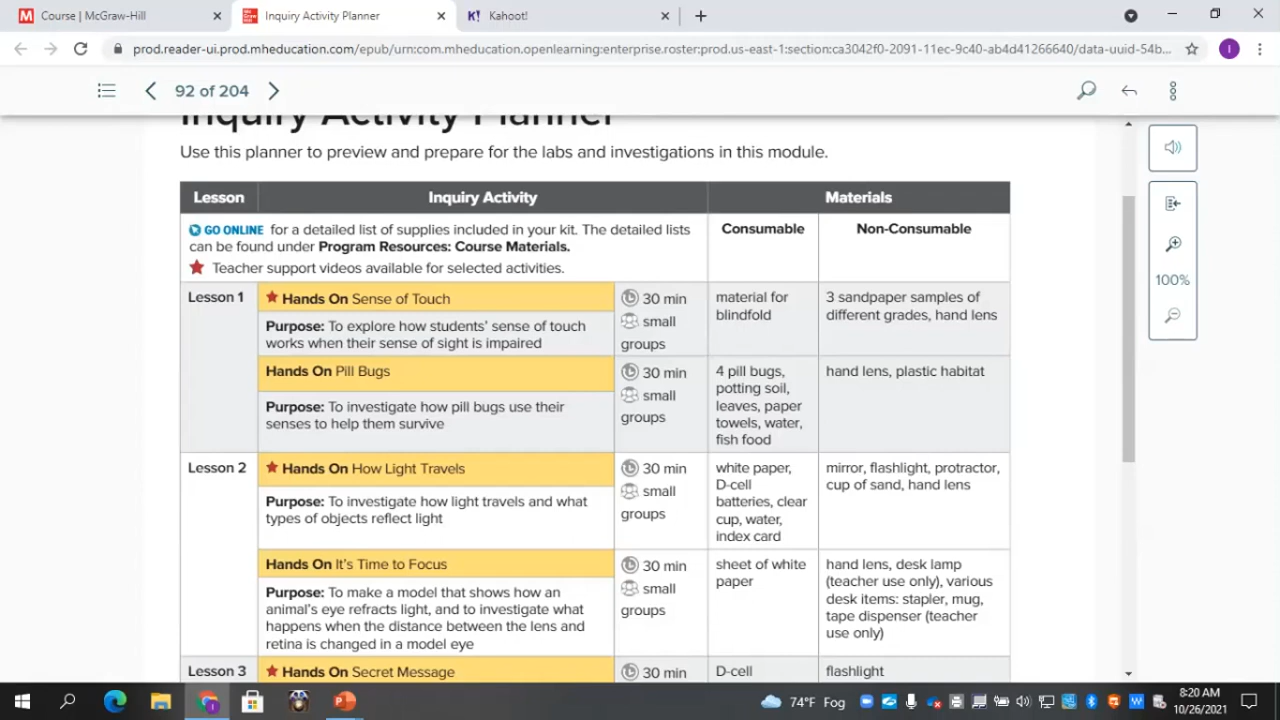 Course | McGraw-Hill
Inquiry Activity Planner
Kahoot!
prod.reader-ui.prod.mheducation.com/epub/urn:com.mheducation.openlearning:enterprise.roster:prod.us-east-1:section:ca3042f0-2091-11ec-9c40-ab4d41266640/data-uuid-54b...
92 of 204
Inquiry Activity Planner
Use this planner to preview and prepare for the labs and investigations in this module.
Lesson
Inquiry Activity
Materials
GO ONLINE for a detailed list of supplies included in your kit. The detailed lists
can be found under Program Resources: Course Materials.
Teacher support videos available for selected activities.
Consumable
Non-Consumable
Lesson 1
Hands On Sense of Touch
Purpose: To explore how students' sense of touch
works when their sense of sight is impaired
30 min
small
groups
material for
blindfold
3 sandpaper samples of
different grades, hand lens
Hands On Pill Bugs
Purpose: To investigate how pill bugs use their
senses to help them survive
30 min
small
groups
4 pill bugs,
potting soil,
leaves, paper
towels, water,
fish food
hand lens, plastic habitat
Lesson 2
Hands On How Light Travels
Purpose: To investigate how light travels and what
types of objects reflect light
30 min
small
groups
white paper,
D-cell
batteries, clear
cup, water,
index card
mirror, flashlight, protractor,
cup of sand, hand lens
Hands On It's Time to Focus
Purpose: To make a model that shows how an
animal's eye refracts light, and to investigate what
happens when the distance between the lens and
retina is changed in a model eye
30 min
small
groups
sheet of white
paper
hand lens, desk lamp
(teacher use only), various
desk items: stapler, mug,
tape dispenser (teacher
use only)
Lesson 3
Hands On Secret Message
30 min
D-cell
flashlight
100%
74°F Fog
8:20 AM
10/26/2021